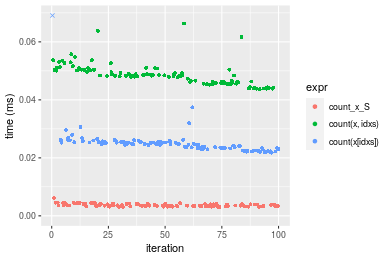 0.06
0.04
0.02
0.00
time (ms)
0
25
50
75
100
iteration
expr
count_x_S
count(x, idxs)
count(x[idxs])